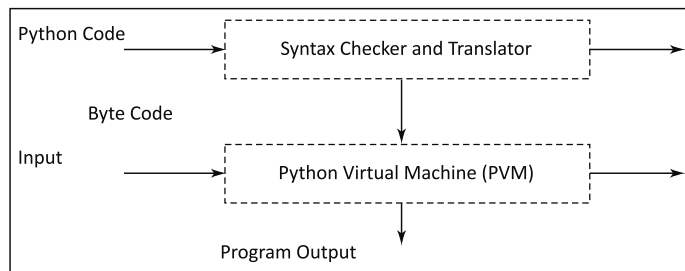 Python Code
Syntax Checker and Translator
Byte Code
Input
Python Virtual Machine (PVM)
Program Output